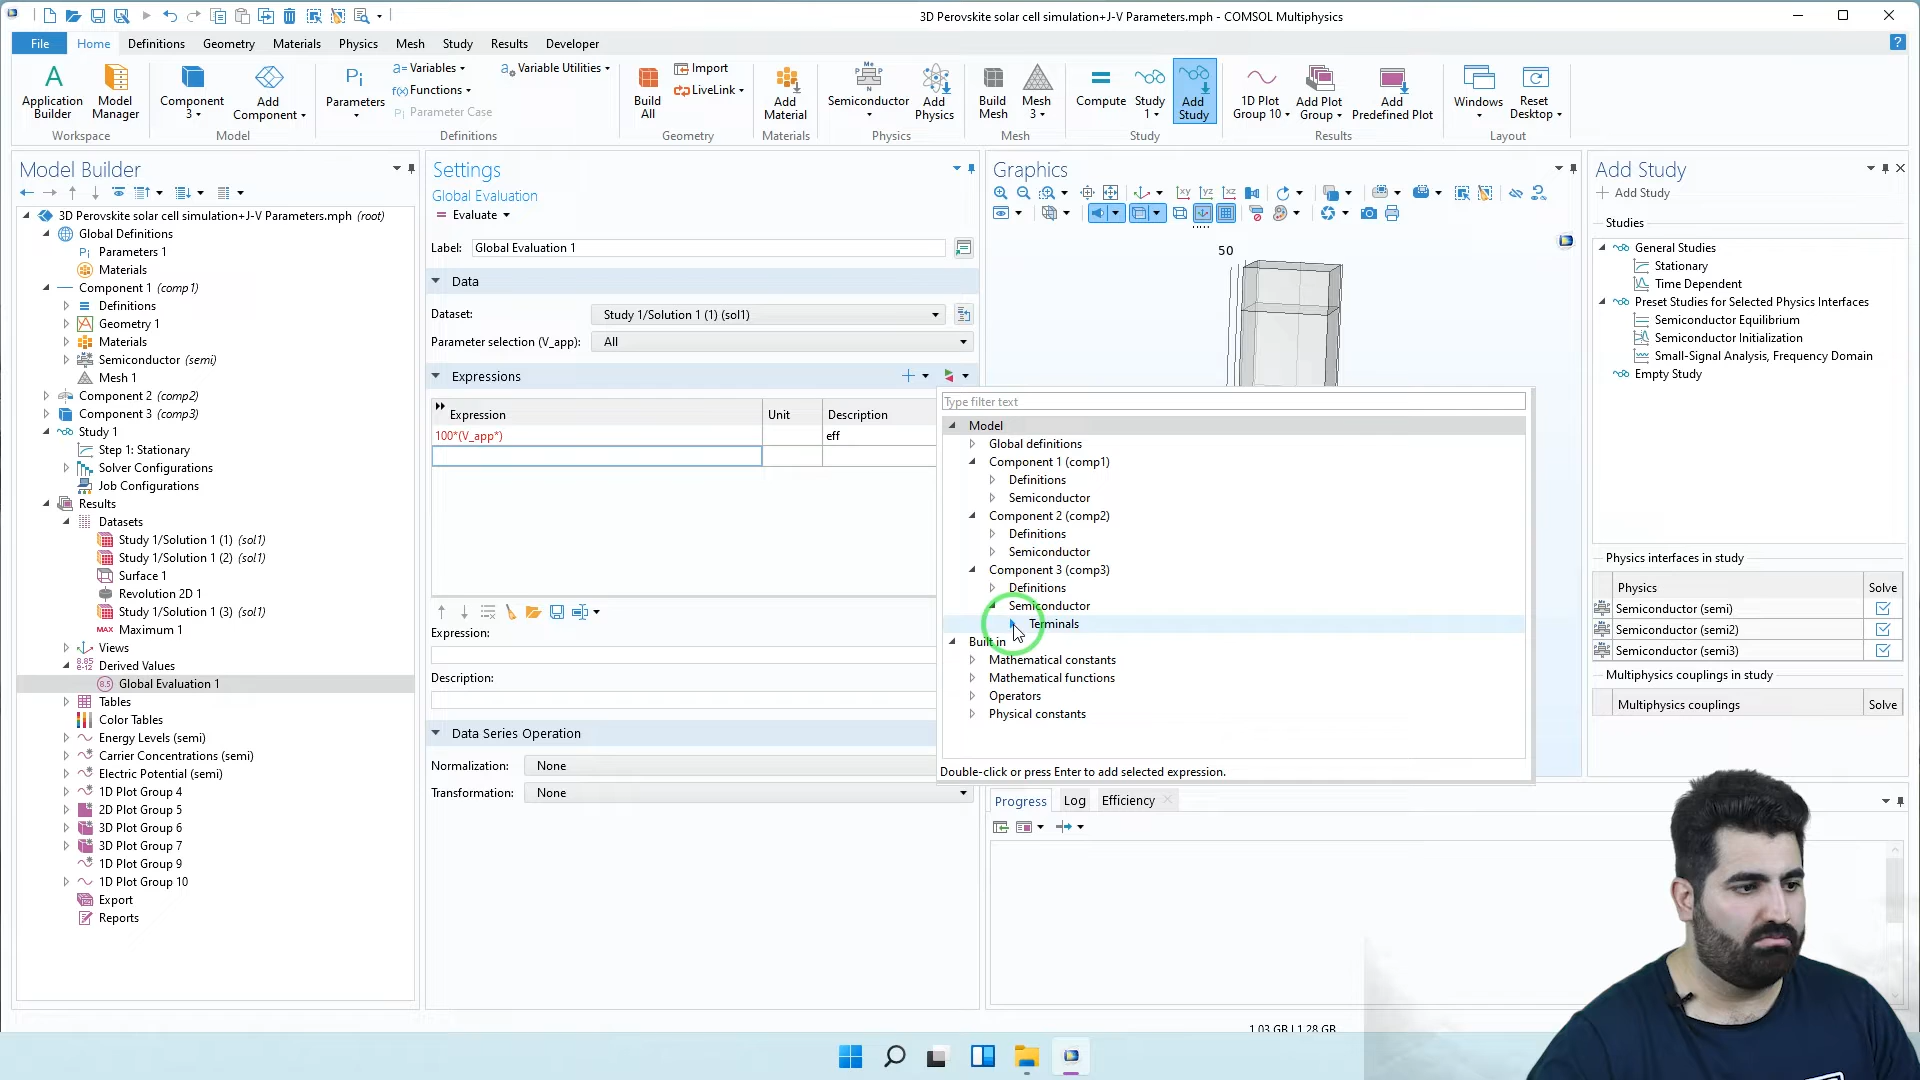 3D Perovskite solar cell simulation+J-V Parameters.mph - COMSOL Multiphysics
File Home Definitions Geometry Materials Physics Mesh Study Results Developer
Application Builder
Model Manager
Workspace
Component 3
Add Component
Model
Pi
Parameters
a= Variables
f(x) Functions
Pi Parameter Case
a= Variable Utilities
Definitions
Build All
Import
LiveLink
Geometry
Add Material
Materials
Semiconductor
Add Physics
Physics
Build Mesh
Mesh 3
Mesh
Compute
Study 1
Add Study
Study
1D Plot Group 10
Add Plot Group
Add Predefined Plot
Results
Windows
Reset Desktop
Layout
Model Builder
3D Perovskite solar cell simulation+J-V Parameters.mph (root)
Global Definitions
Pi Parameters 1
Materials
Component 1 (comp1)
Definitions
Geometry 1
Materials
Semiconductor (semi)
Mesh 1
Component 2 (comp2)
Component 3 (comp3)
Study 1
Step 1: Stationary
Solver Configurations
Job Configurations
Results
Datasets
Study 1/Solution 1 (1) (sol1)
Study 1/Solution 1 (2) (sol1)
Surface 1
Revolution 2D 1
Study 1/Solution 1 (3) (sol1)
MAX Maximum 1
Views
8.85 e-12 Derived Values
8.5 Global Evaluation 1
Tables
Color Tables
Energy Levels (semi)
Carrier Concentrations (semi)
Electric Potential (semi)
1D Plot Group 4
2D Plot Group 5
3D Plot Group 6
3D Plot Group 7
1D Plot Group 9
1D Plot Group 10
Export
Reports
Settings
Global Evaluation
= Evaluate
Label: Global Evaluation 1
Data
Dataset: Study 1/Solution 1 (1) (sol1)
Parameter selection (V_app): All
Expressions
Expression Unit Description
100*(V_app*) eff
Expression:
Description:
Data Series Operation
Normalization: None
Transformation: None
Graphics
50
Type filter text
Model
Global definitions
Component 1 (comp1)
Definitions
Semiconductor
Component 2 (comp2)
Definitions
Semiconductor
Component 3 (comp3)
Definitions
Semiconductor
Terminals
Built in
Mathematical constants
Mathematical functions
Operators
Physical constants
Double-click or press Enter to add selected expression.
Progress Log Efficiency
1.03 GB | 1.28 GB
Add Study
+ Add Study
Studies
General Studies
Stationary
Time Dependent
Preset Studies for Selected Physics Interfaces
Semiconductor Equilibrium
Semiconductor Initialization
Small-Signal Analysis, Frequency Domain
Empty Study
Physics interfaces in study
Physics Solve
Semiconductor (semi)
Semiconductor (semi2)
Semiconductor (semi3)
Multiphysics couplings in study
Multiphysics couplings Solve